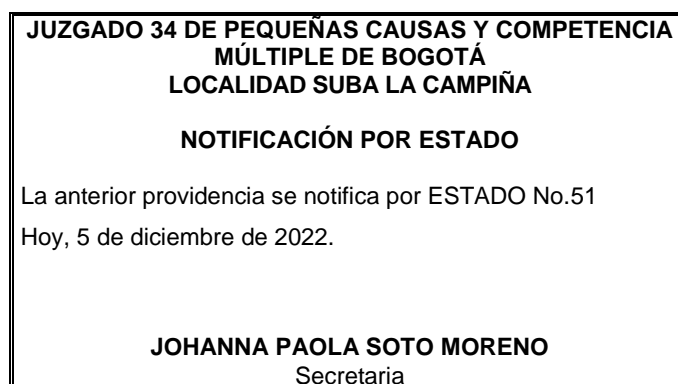 JUZGADO 34 DE PEQUEÑAS CAUSAS Y COMPETENCIA
MÚLTIPLE DE BOGOTÁ
LOCALIDAD SUBA LA CAMPIÑA
NOTIFICACIÓN POR ESTADO
La anterior providencia se notifica por ESTADO No.51
Hoy, 5 de diciembre de 2022.
JOHANNA PAOLA SOTO MORENO
Secretaria